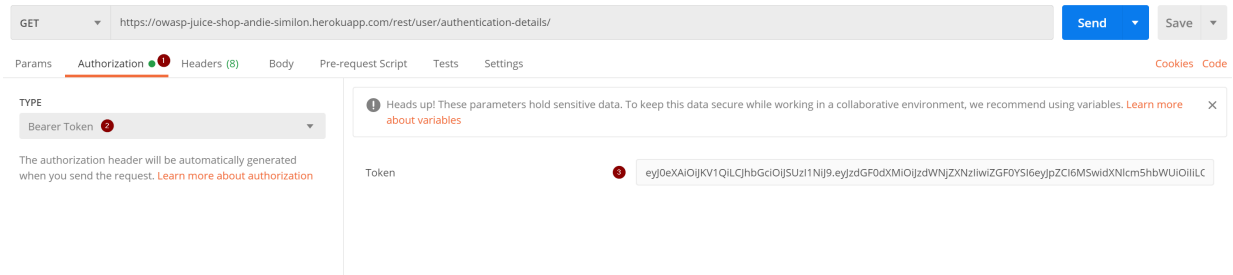 GET https://owasp-juice-shop-andie-similon.herokuapp.com/rest/user/authentication-details/ Send Save
Params Authorization 1 Headers (8) Body Pre-request Script Tests Settings Cookies Code
TYPE
Bearer Token 2
The authorization header will be automatically generated
when you send the request. Learn more about authorization
Heads up! These parameters hold sensitive data. To keep this data secure while working in a collaborative environment, we recommend using variables. Learn more
about variables
Token 3 eyJ0eXAiOiJKV1QiLCJhbGciOiJSUzI1NiJ9.eyJzdGF0dXMiOiJzdWNjZXNzIiwiZGF0YSI6eyJpZCI6MSwidXNlcm5hbWUiOiIiLC